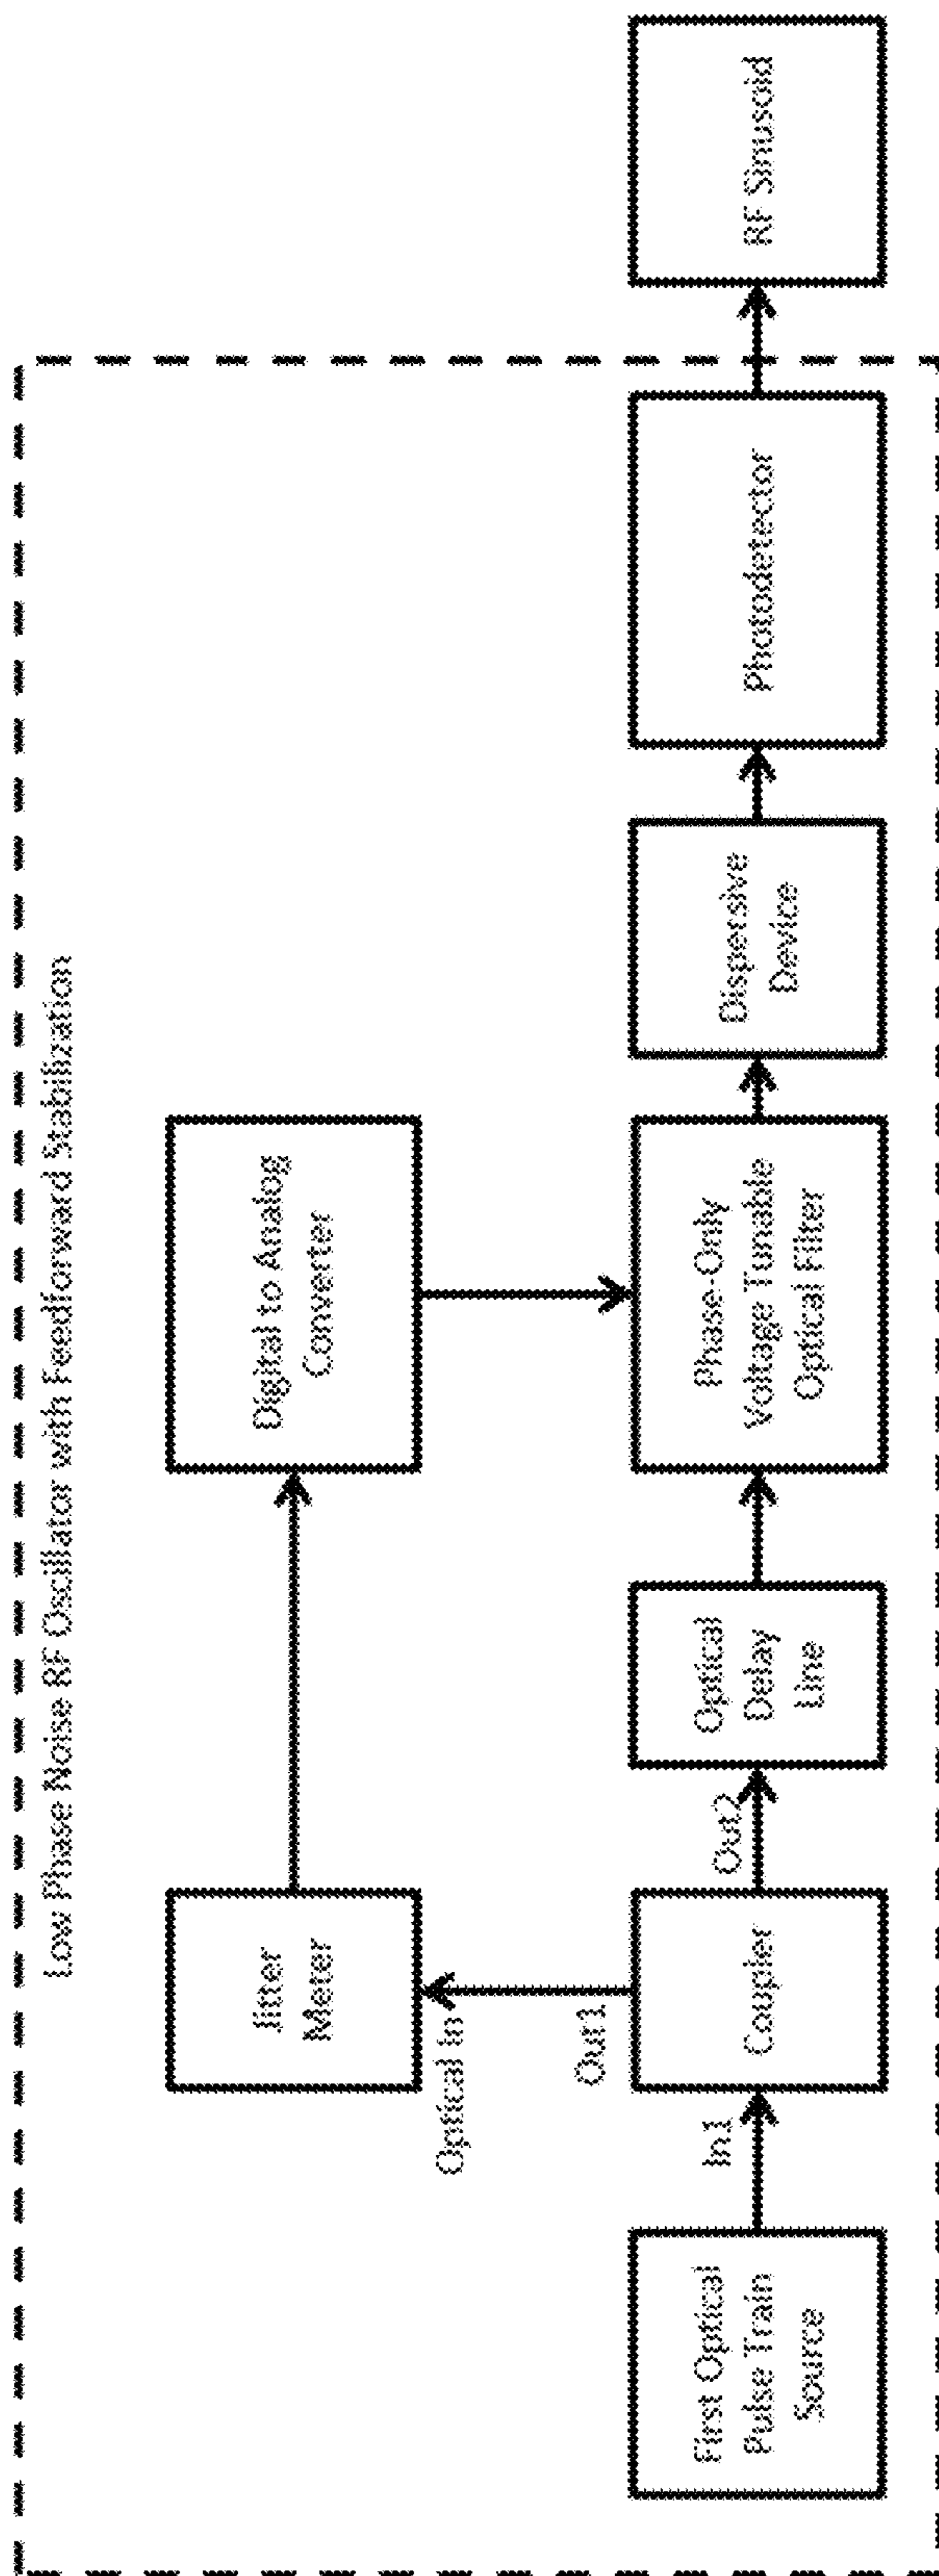 Low Phase Noise RF Oscillator with Feedforward Stabilization
Jitter
Meter
Digital to Analog
Converter
Optical In
Out1
First Optical
Pulse Train
Source
In1
Coupler
Out2
Optical
Delay
Line
Phase-Only
Voltage Tunable
Optical Filter
Dispersive
Device
Photodetector
RF Sinusoid